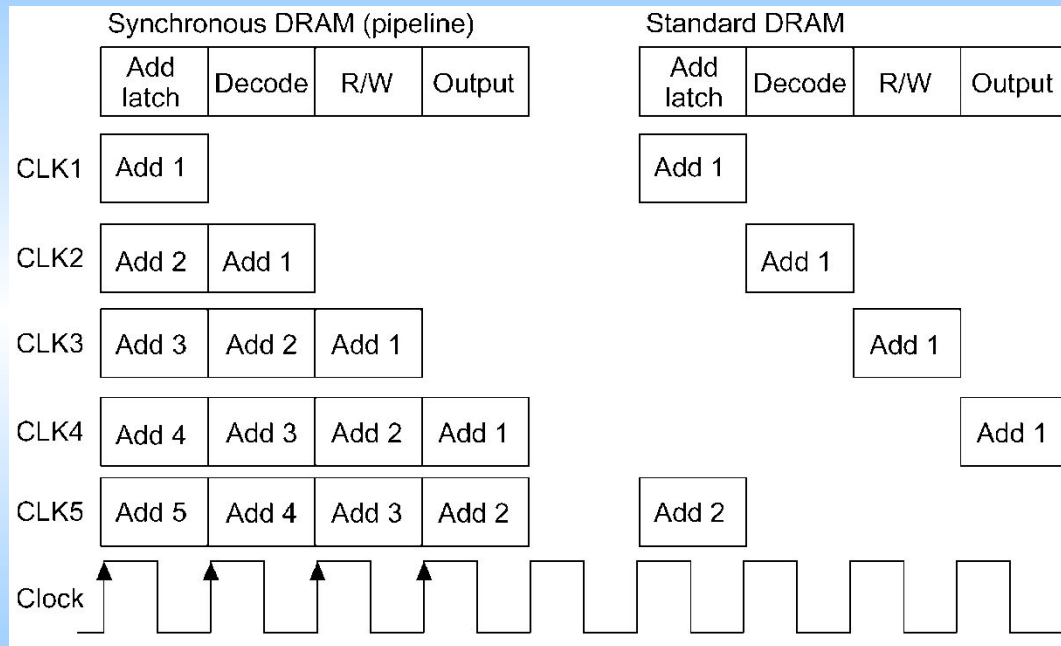 Synchronous DRAM (pipeline) Standard DRAM
Add latch Decode R/W Output Add latch Decode R/W Output
CLK1 Add 1 Add 1
CLK2 Add 2 Add 1 Add 1
CLK3 Add 3 Add 2 Add 1 Add 1
CLK4 Add 4 Add 3 Add 2 Add 1 Add 1
CLK5 Add 5 Add 4 Add 3 Add 2 Add 2
Clock